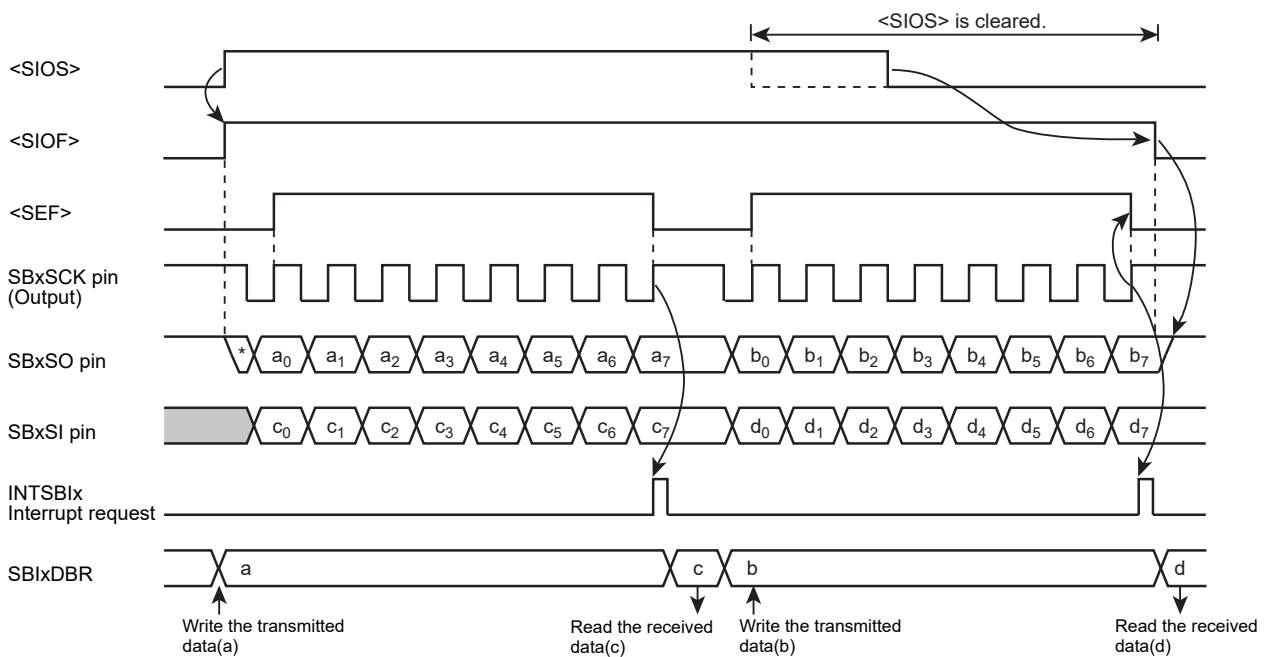 <SIOS> is cleared.
<SIOS>
<SIOF>
<SEF>
SBxSCK pin
(Output)
SBxSO pin
* a0 a1 a2 a3 a4 a5 a6 a7 b0 b1 b2 b3 b4 b5 b6 b7
SBxSI pin
c0 c1 c2 c3 c4 c5 c6 c7 d0 d1 d2 d3 d4 d5 d6 d7
INTSBIx
Interrupt request
SBIxDBR
a c b d
Write the transmitted
data(a)
Read the received
data(c)
Write the transmitted
data(b)
Read the received
data(d)